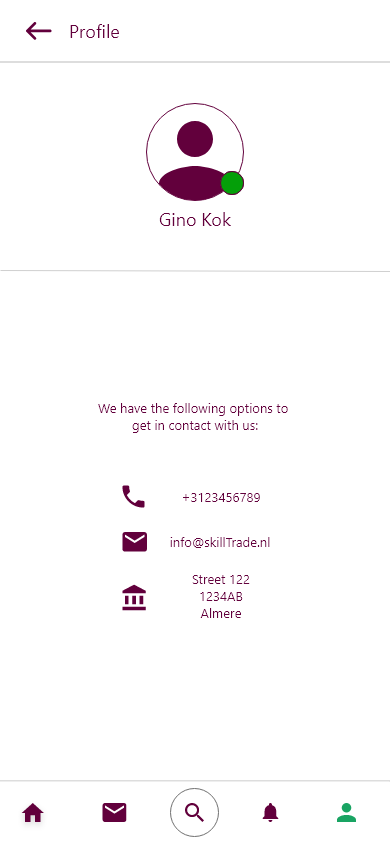 Profile
Gino Kok
We have the following options to
get in contact with us:
+3123456789
info@skillTrade.nl
Street 122
1234AB
Almere